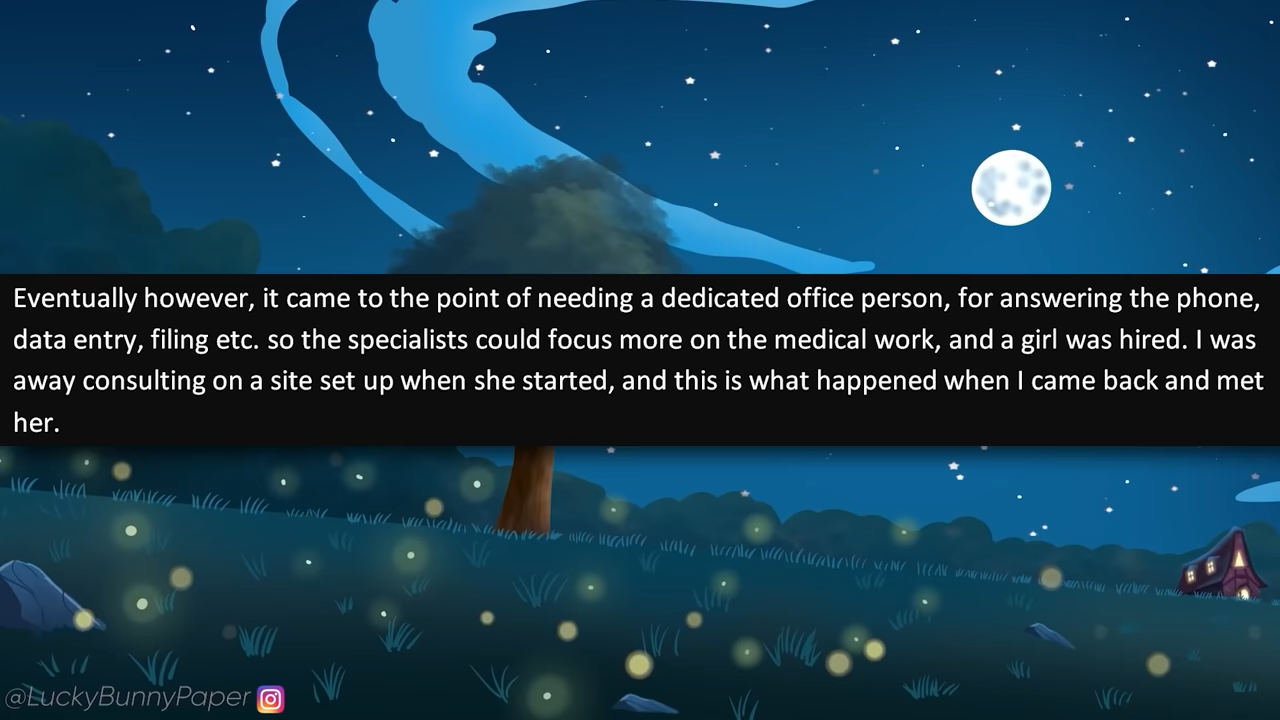 Eventually however, it came to the point of needing a dedicated office person, for answering the phone,
data entry, filing etc. so the specialists could focus more on the medical work, and a girl was hired. I was
away consulting on a site set up when she started, and this is what happened when I came back and met
her.
@LuckyBunnyPaper